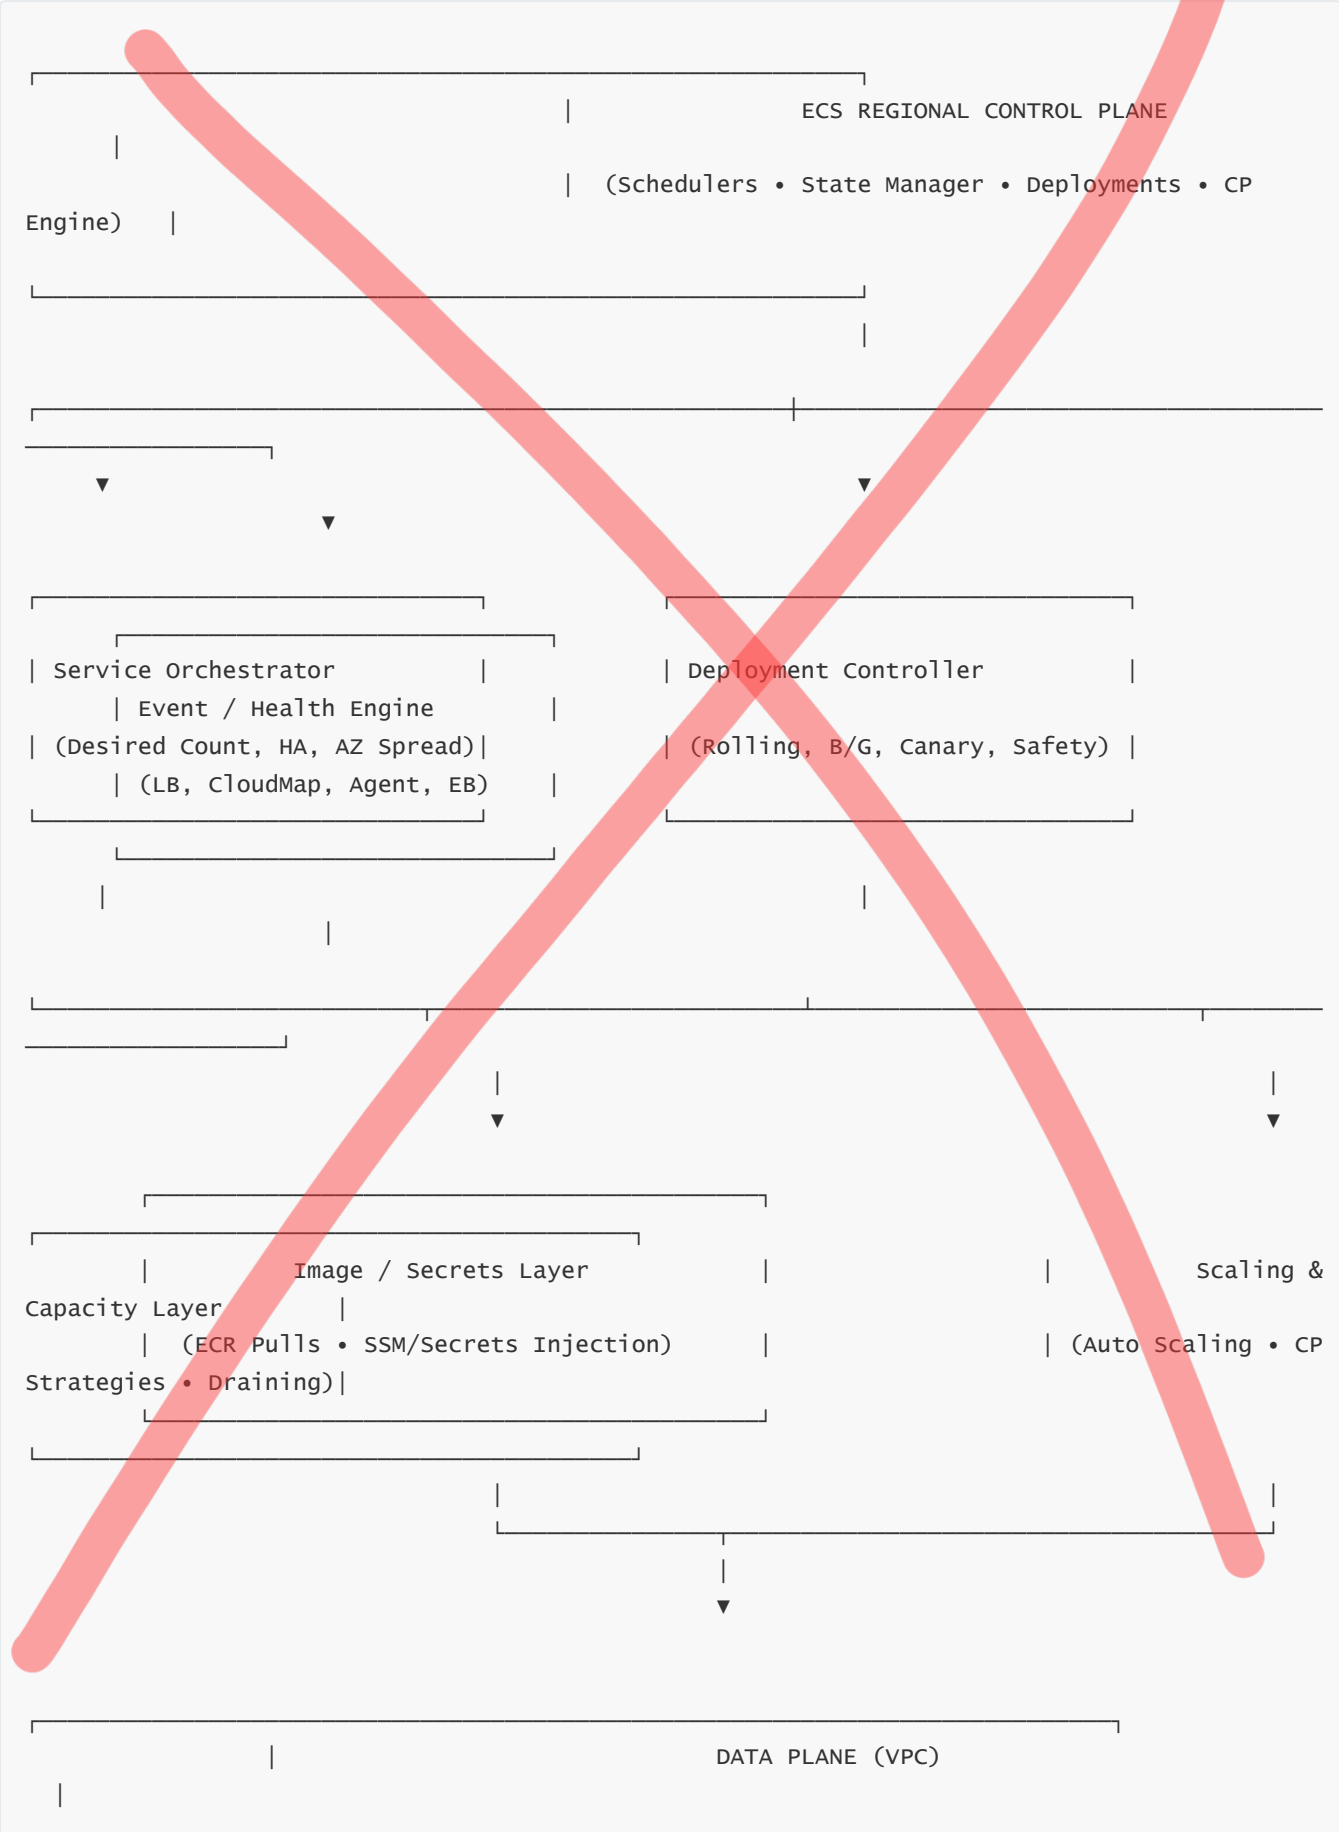 ECS REGIONAL CONTROL PLANE
(Schedulers • State Manager • Deployments • CP
Engine)
Service Orchestrator Deployment Controller
Event / Health Engine
(Desired Count, HA, AZ Spread) (Rolling, B/G, Canary, Safety)
(LB, CloudMap, Agent, EB)
Image / Secrets Layer Scaling &
Capacity Layer
(ECR Pulls • SSM/Secrets Injection) (Auto Scaling • CP
Strategies • Draining)
DATA PLANE (VPC)